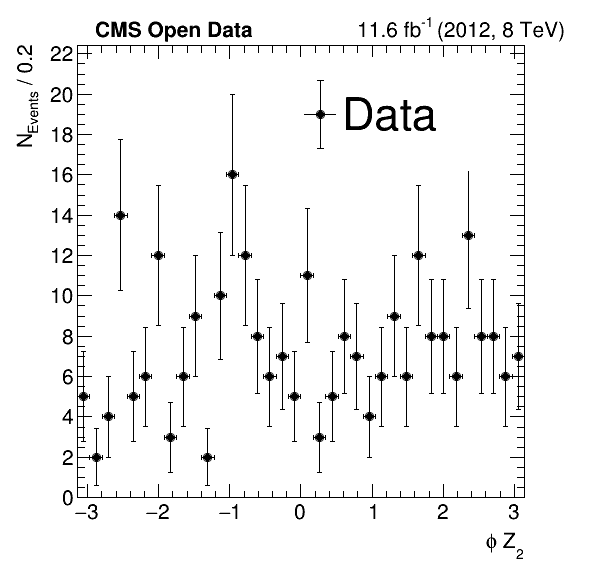 CMS Open Data 11.6 fb⁻¹ (2012, 8 TeV)
N_Events / 0.2
Data
22
20
18
16
14
12
10
8
6
4
2
0
−3 −2 −1 0 1 2 3
ϕ Z₂